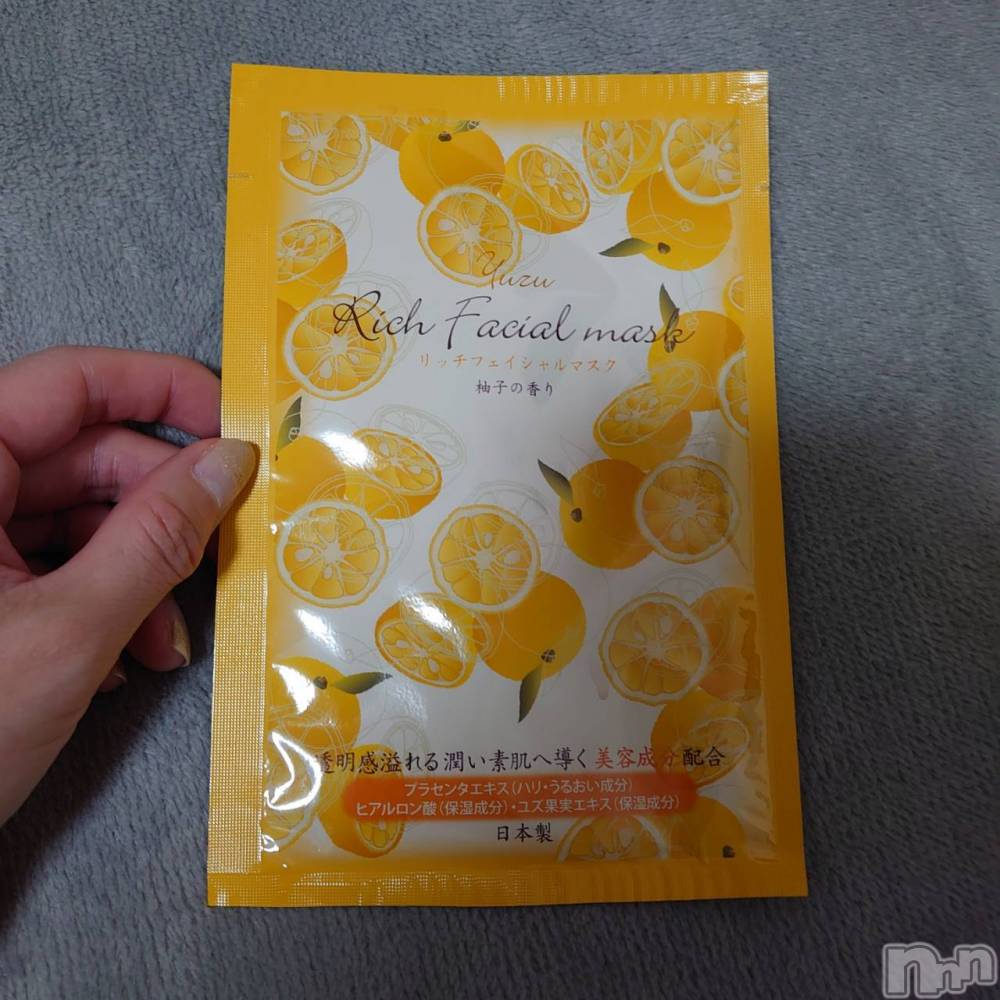 Yuzu
Rich Facial mask
リッチフェイシャルマスク
柚子の香り
透明感溢れる潤い素肌へ導く美容成分配合
プラセンタエキス(ハリ・うるおい成分)
ヒアルロン酸(保湿成分)・ユズ果実エキス(保湿成分)
日本製
nnn